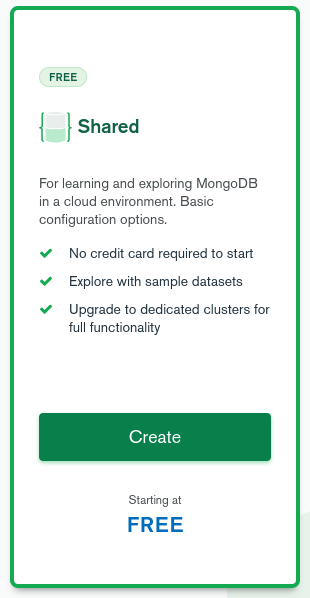 FREE
Shared
For learning and exploring MongoDB
in a cloud environment. Basic
configuration options.
No credit card required to start
Explore with sample datasets
Upgrade to dedicated clusters for
full functionality
Create
Starting at
FREE